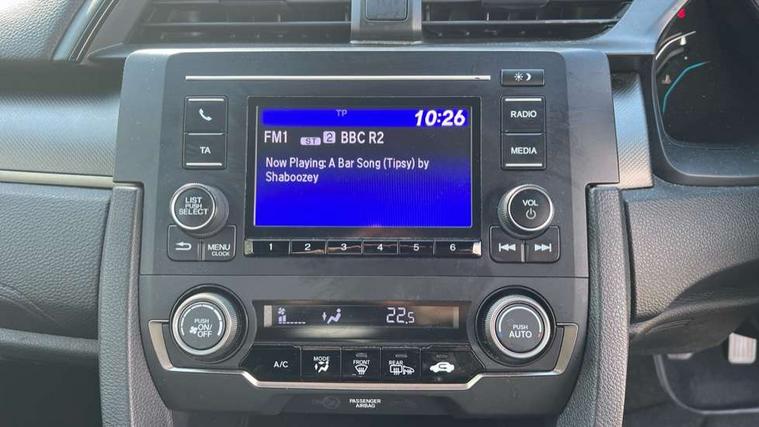 TP 10:26
FM1 ST 2 BBC R2
Now Playing: A Bar Song (Tipsy) by
Shaboozey
RADIO
TA
MEDIA
LIST
PUSH
SELECT
VOL
MENU
CLOCK
1 2 3 4 5 6
PUSH
ON/
OFF
22.5
PUSH
AUTO
A/C
MODE
FRONT
REAR
PASSENGER
AIRBAG